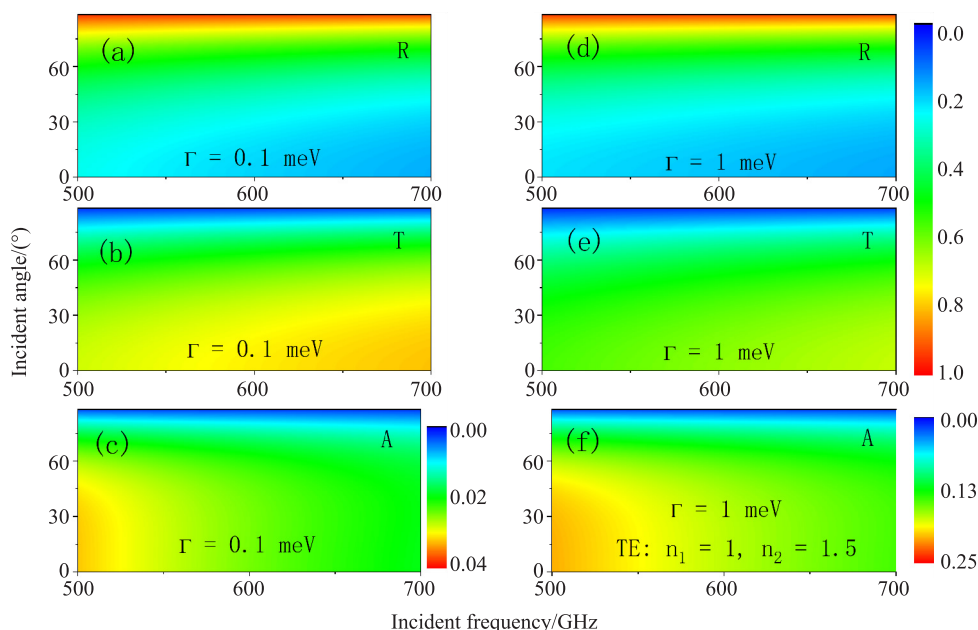 (a)
R
60
30
0
Γ = 0.1 meV
500
600
700
(d)
R
60
30
0
Γ = 1 meV
500
600
700
0.0
0.2
0.4
0.6
0.8
1.0
Incident angle/(°)
(b)
T
60
30
0
Γ = 0.1 meV
500
600
700
(e)
T
60
30
0
Γ = 1 meV
500
600
700
(c)
A
60
30
0
Γ = 0.1 meV
500
600
700
0.00
0.02
0.04
(f)
A
60
30
0
Γ = 1 meV
TE: n₁ = 1, n₂ = 1.5
500
600
700
0.00
0.13
0.25
Incident frequency/GHz